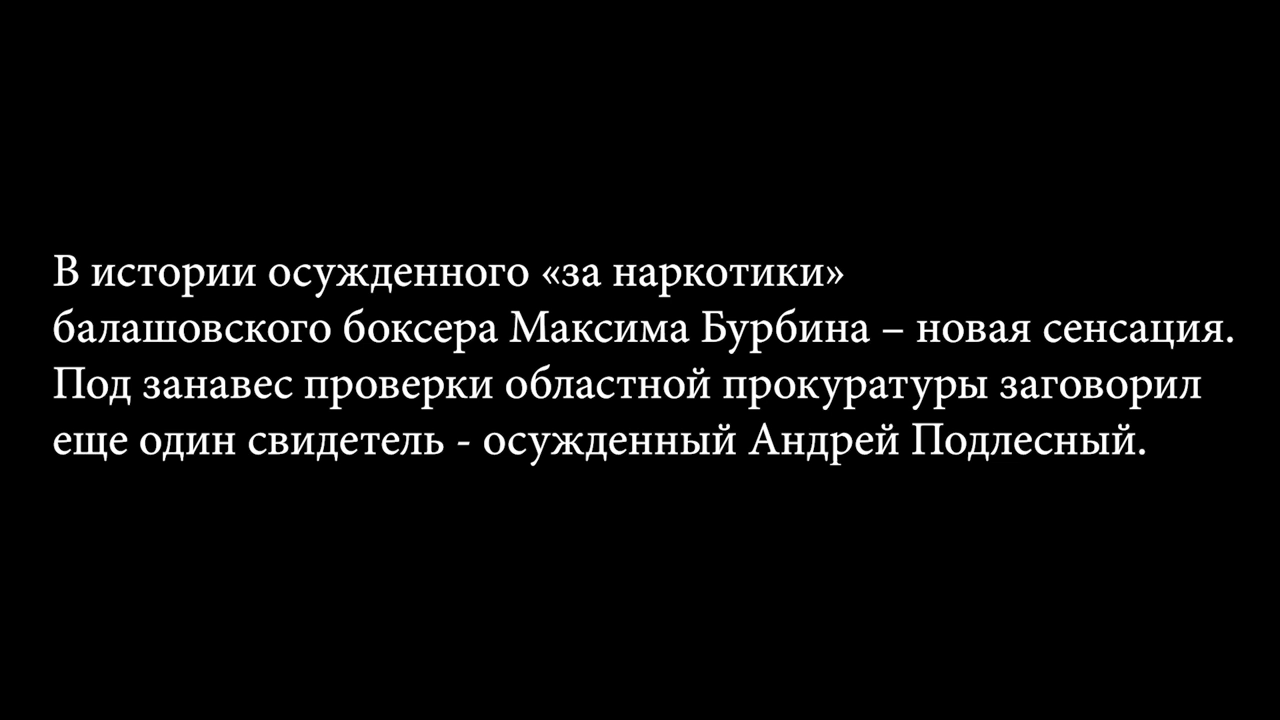 В истории осужденного «за наркотики»
балашовского боксера Максима Бурбина – новая сенсация.
Под занавес проверки областной прокуратуры заговорил
еще один свидетель - осужденный Андрей Подлесный.